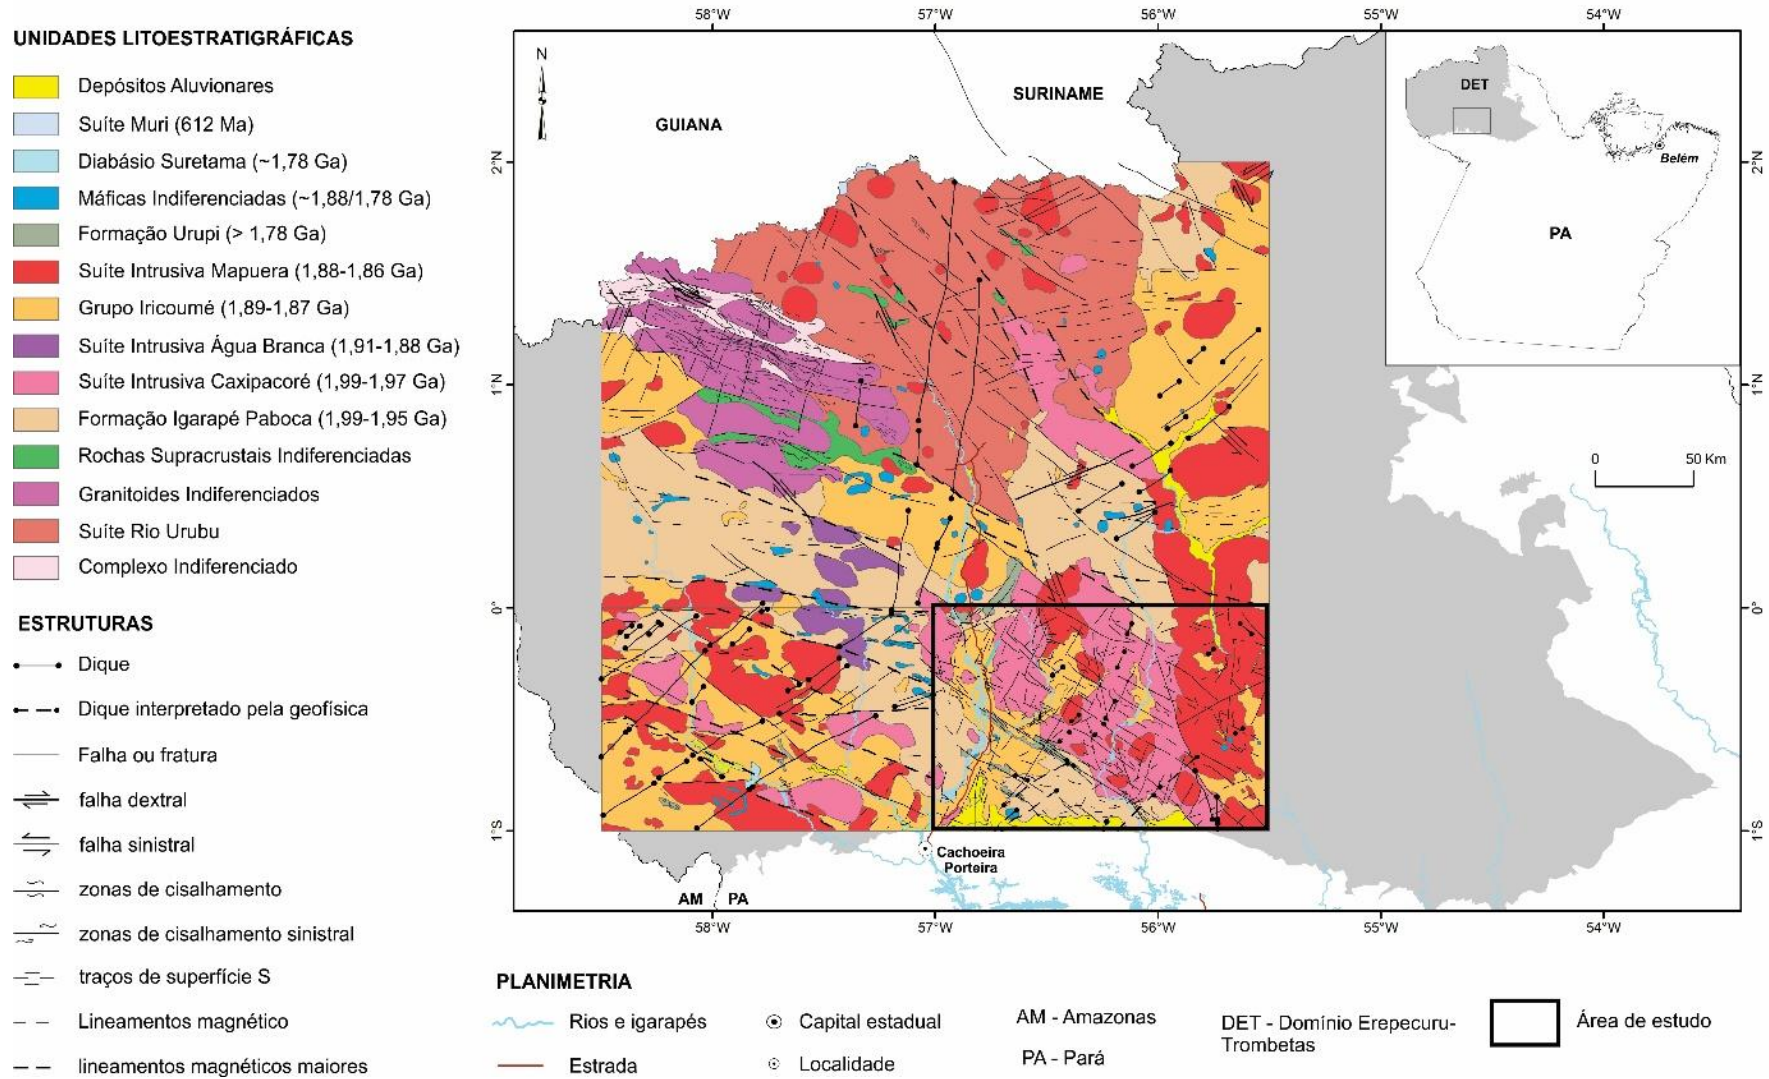 UNIDADES LITOESTRATIGRÁFICAS
Depósitos Aluvionares
Suíte Muri (612 Ma)
Diabásio Suretama (~1,78 Ga)
Máficas Indiferenciadas (~1,88/1,78 Ga)
Formação Urupi (> 1,78 Ga)
Suíte Intrusiva Mapuera (1,88-1,86 Ga)
Grupo Iricoumé (1,89-1,87 Ga)
Suíte Intrusiva Água Branca (1,91-1,88 Ga)
Suíte Intrusiva Caxipacoré (1,99-1,97 Ga)
Formação Igarapé Paboca (1,99-1,95 Ga)
Rochas Supracrustais Indiferenciadas
Granitoides Indiferenciados
Suíte Rio Urubu
Complexo Indiferenciado
ESTRUTURAS
Dique
Dique interpretado pela geofísica
Falha ou fratura
falha dextral
falha sinistral
zonas de cisalhamento
zonas de cisalhamento sinistral
traços de superfície S
Lineamentos magnético
lineamentos magnéticos maiores
58°W 57°W 56°W 55°W 54°W
N
GUIANA
SURINAME
DET
Belém
PA
2°N 2°N
1°N 1°N
0 50 Km
0° 0°
1°S 1°S
Cachoeira
Porteira
AM PA
58°W 57°W 56°W 55°W 54°W
PLANIMETRIA
Rios e igarapés
Estrada
Capital estadual
Localidade
AM - Amazonas
PA - Pará
DET - Domínio Erepecuru-
Trombetas
Área de estudo